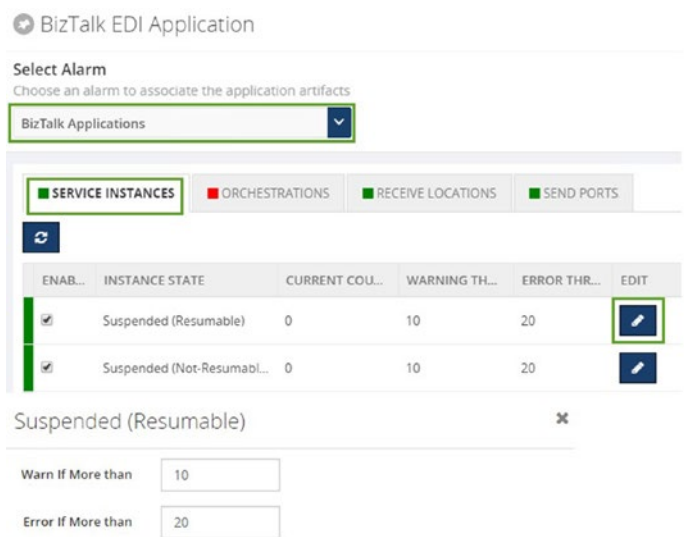 BizTalk EDI Application
Select Alarm
Choose an alarm to associate the application artifacts
BizTalk Applications
SERVICE INSTANCES ORCHESTRATIONS RECEIVE LOCATIONS SEND PORTS
ENAB... INSTANCE STATE CURRENT COU... WARNING TH... ERROR THR... EDIT
Suspended (Resumable) 0 10 20
Suspended (Not-Resumabl... 0 10 20
Suspended (Resumable)
Warn If More than 10
Error If More than 20